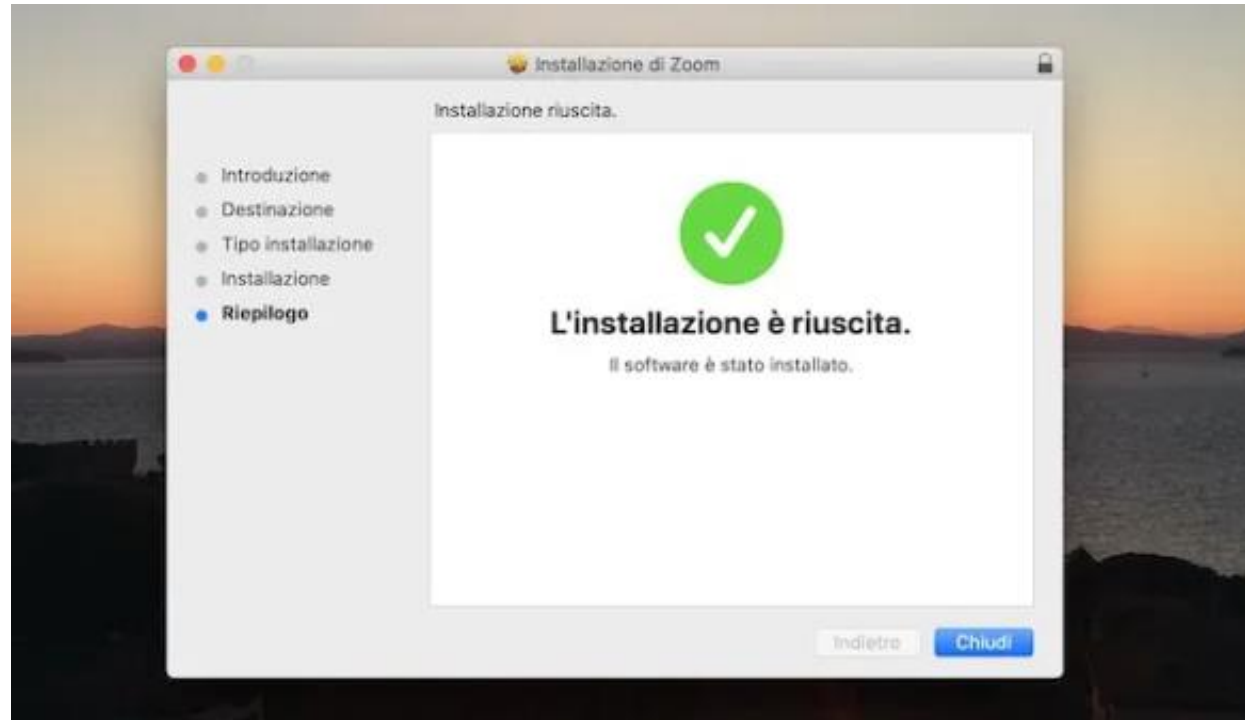 Installazione di Zoom
Installazione riuscita.
Introduzione
Destinazione
Tipo installazione
Installazione
Riepilogo
L'installazione è riuscita.
Il software è stato installato.
Indietro
Chiudi